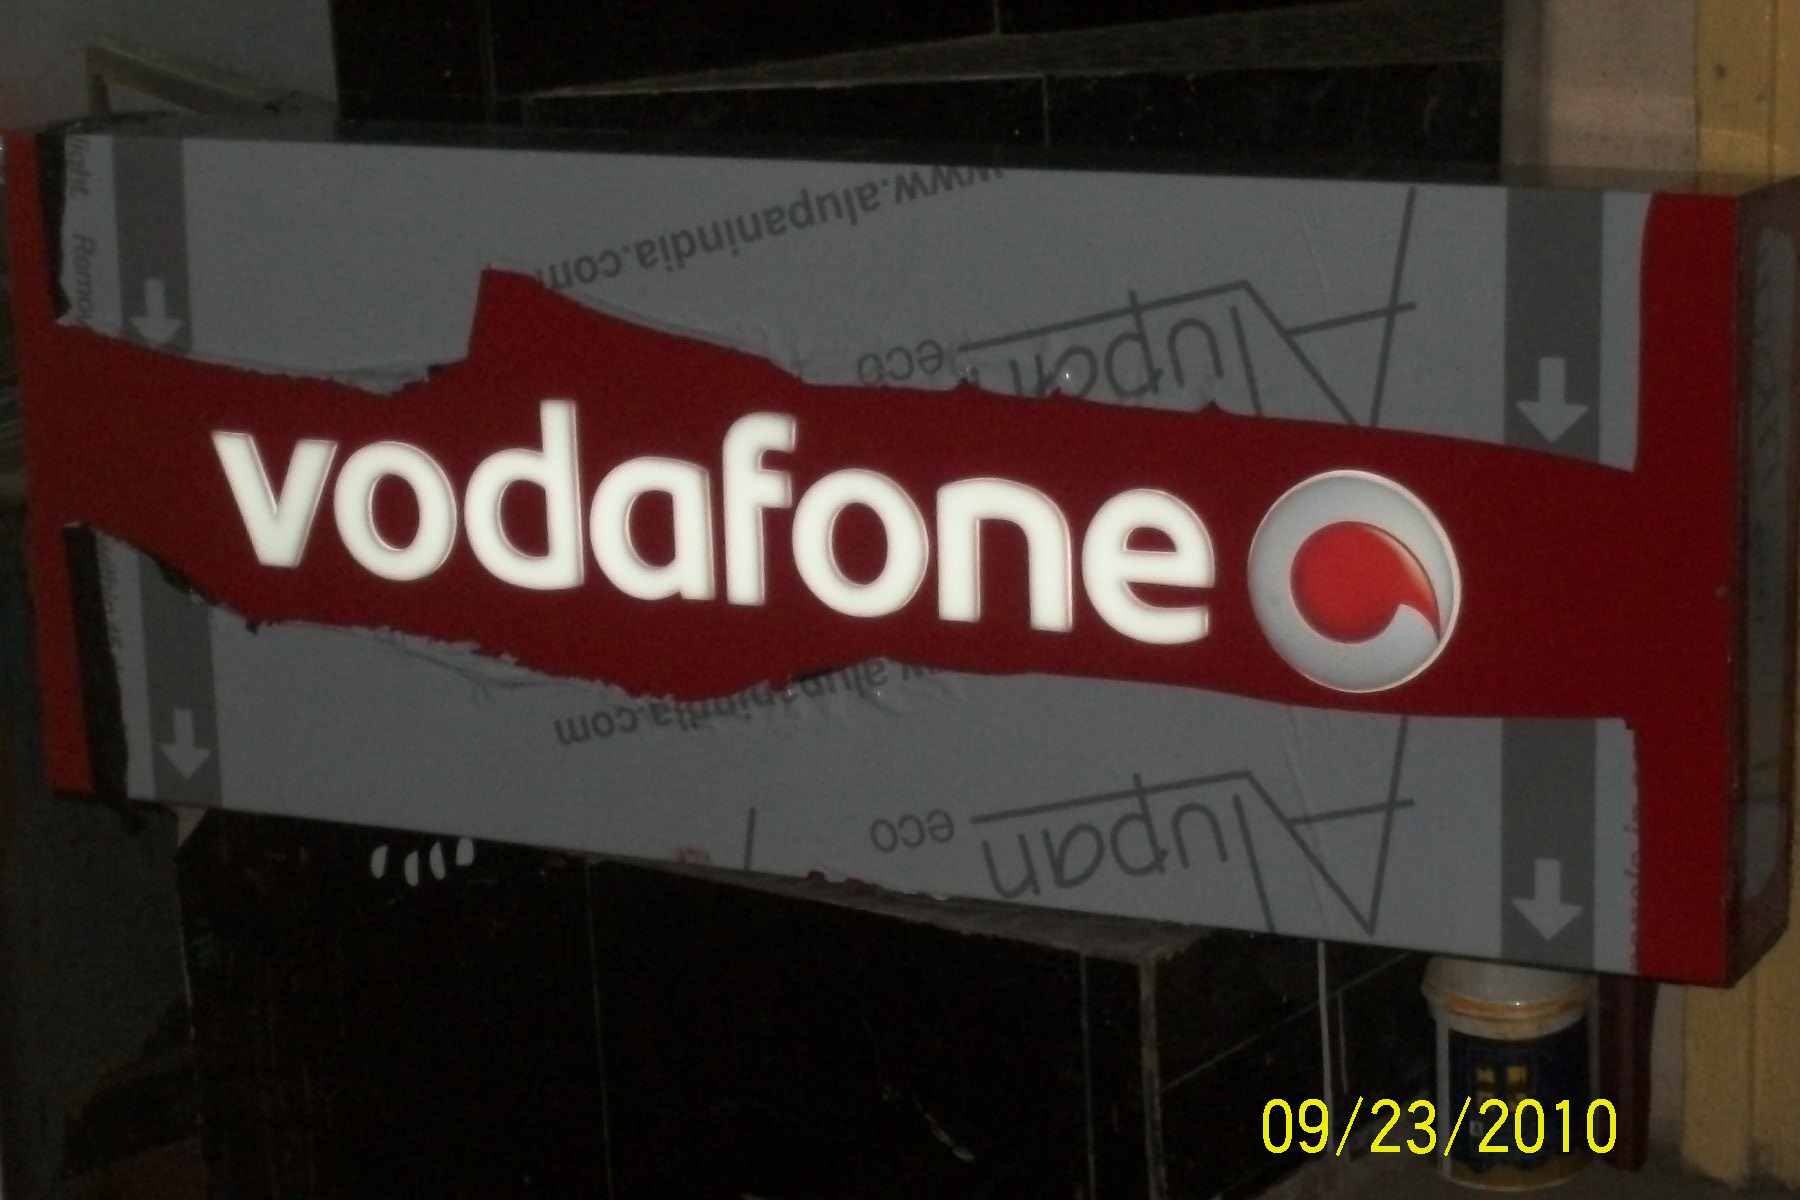 www.alupanindia.com
Alupan
eco
vodafone
www.alupanindia.com
Alupan
eco
09/23/2010